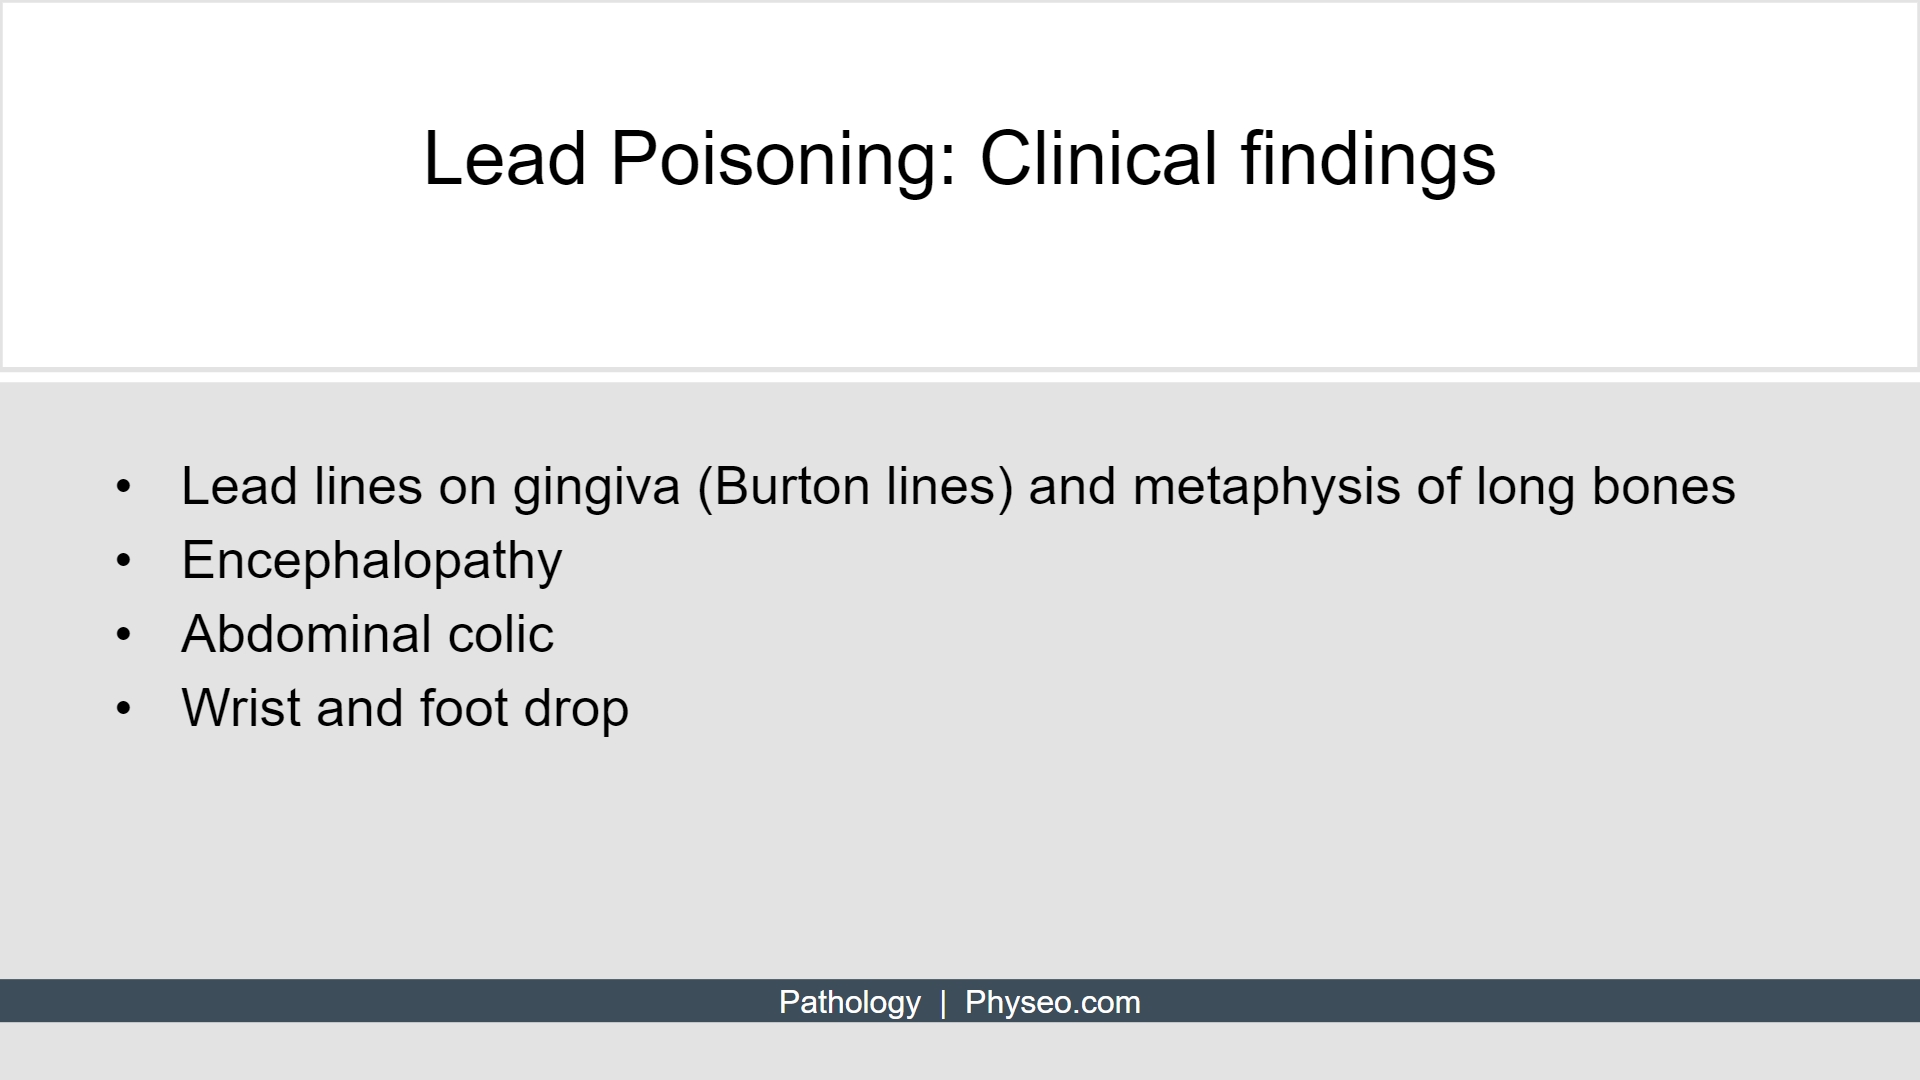 Lead Poisoning: Clinical findings
• Lead lines on gingiva (Burton lines) and metaphysis of long bones
• Encephalopathy
• Abdominal colic
• Wrist and foot drop
Pathology | Physeo.com